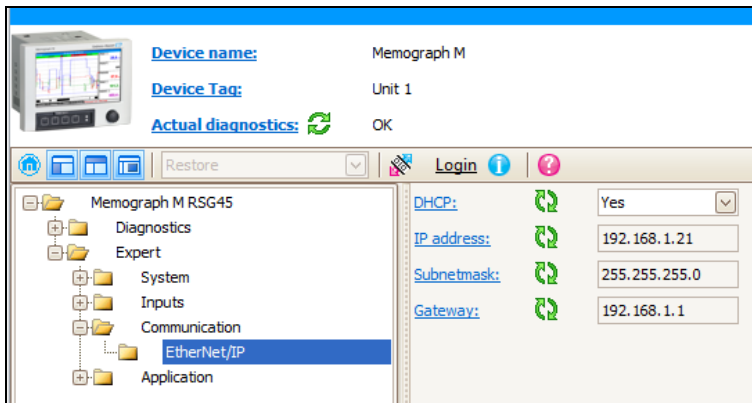 Device name: Memograph M
Device Tag: Unit 1
Actual diagnostics: OK
Restore Login
Memograph M RSG45
Diagnostics
Expert
System
Inputs
Communication
EtherNet/IP
Application
DHCP: Yes
IP address: 192.168.1.21
Subnetmask: 255.255.255.0
Gateway: 192.168.1.1